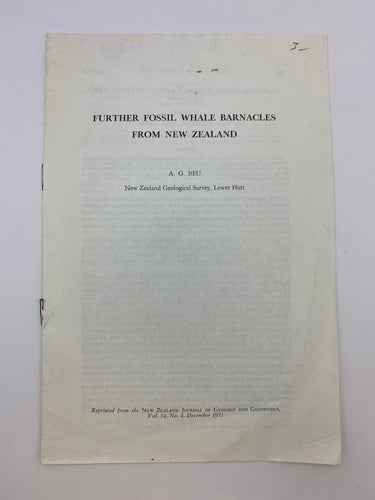 3-
FURTHER FOSSIL WHALE BARNACLES
FROM NEW ZEALAND
A. G. BEU
New Zealand Geological Survey, Lower Hutt
Reprinted from the NEW ZEALAND JOURNAL OF GEOLOGY AND GEOPHYSICS,
Vol. 14, No. 4, December 1971